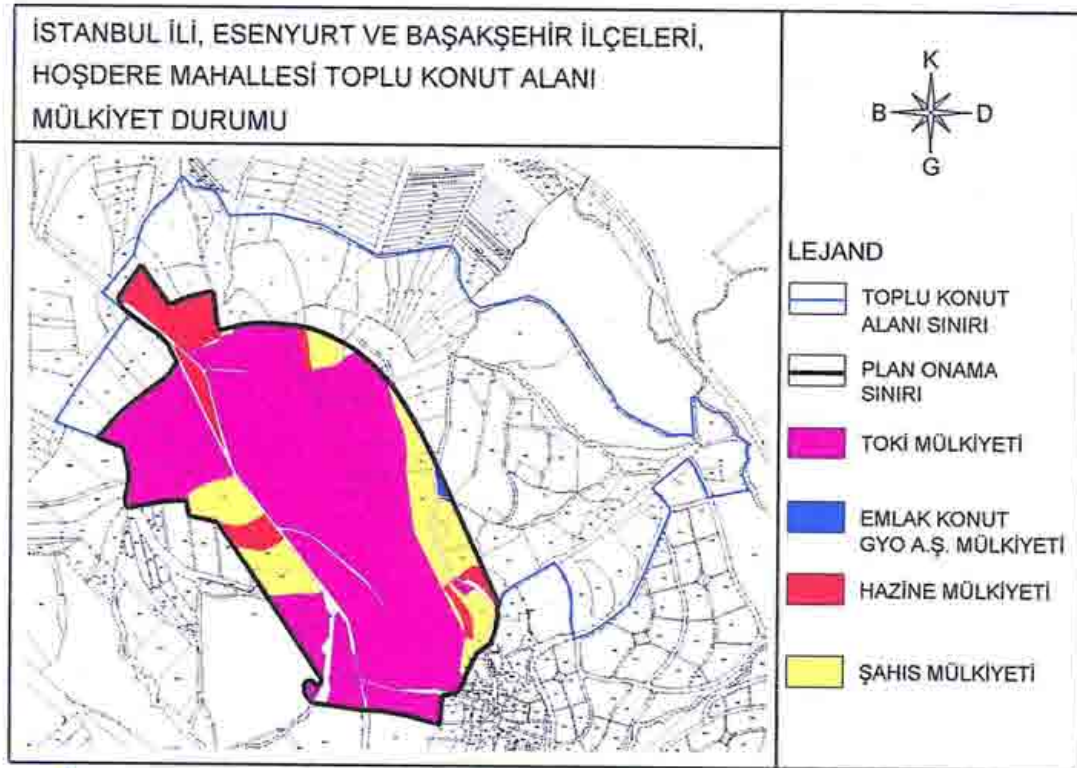 İSTANBUL İLİ, ESENYURT VE BAŞAKŞEHİR İLÇELERİ,
HOŞDERE MAHALLESİ TOPLU KONUT ALANI
MÜLKİYET DURUMU
K
B
D
G
LEJAND
TOPLU KONUT
ALANI SINIRI
PLAN ONAMA
SINIRI
TOKİ MÜLKİYETİ
EMLAK KONUT
GYO A.Ş. MÜLKİYETİ
HAZİNE MÜLKİYETİ
ŞAHIS MÜLKİYETİ